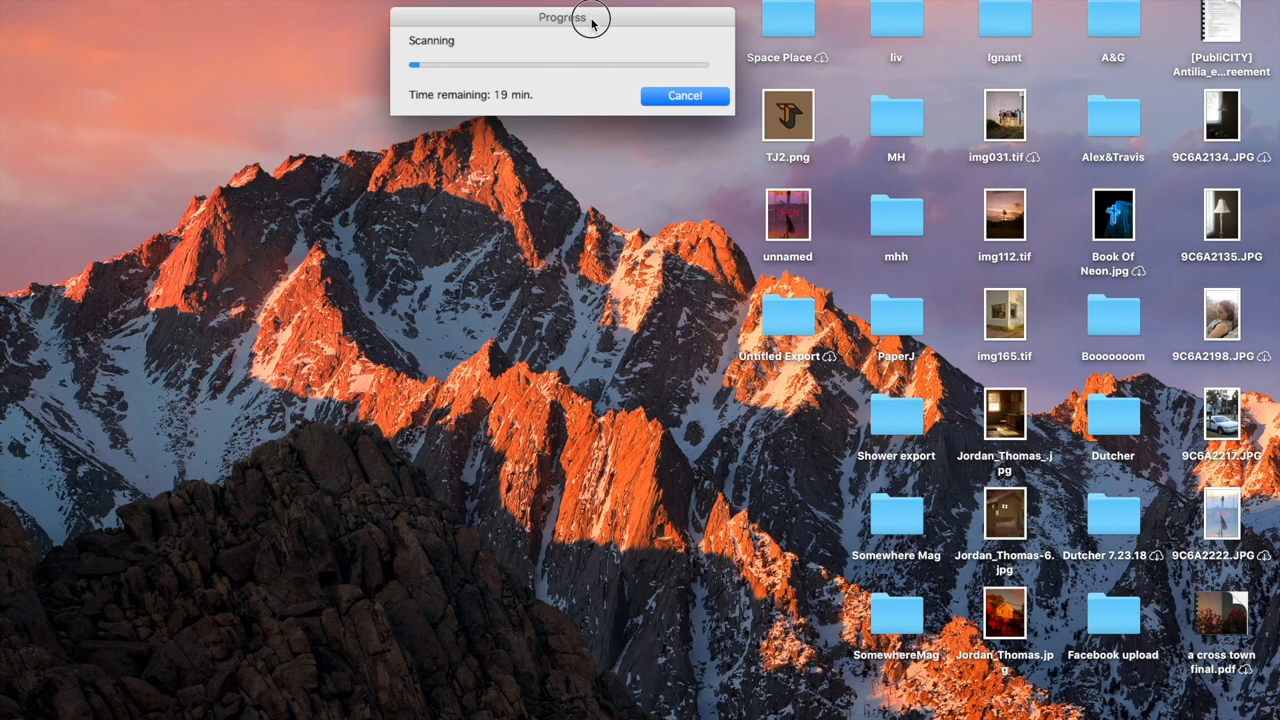 Progress
Scanning
Time remaining: 19 min.
Cancel
Space Place
liv
Ignant
A&G
[PubliCITY]
Antilia_e...reement
TJ2.png
MH
img031.tif
Alex&Travis
9C6A2134.JPG
unnamed
mhh
img112.tif
Book Of
Neon.jpg
9C6A2135.JPG
Untitled Export
PaperJ
img165.tif
Booooooom
9C6A2198.JPG
Shower export
Jordan_Thomas_.j
pg
Dutcher
9C6A2217.JPG
Somewhere Mag
Jordan_Thomas-6.
jpg
Dutcher 7.23.18
9C6A2222.JPG
SomewhereMag
Jordan_Thomas.jp
g
Facebook upload
a cross town
final.pdf